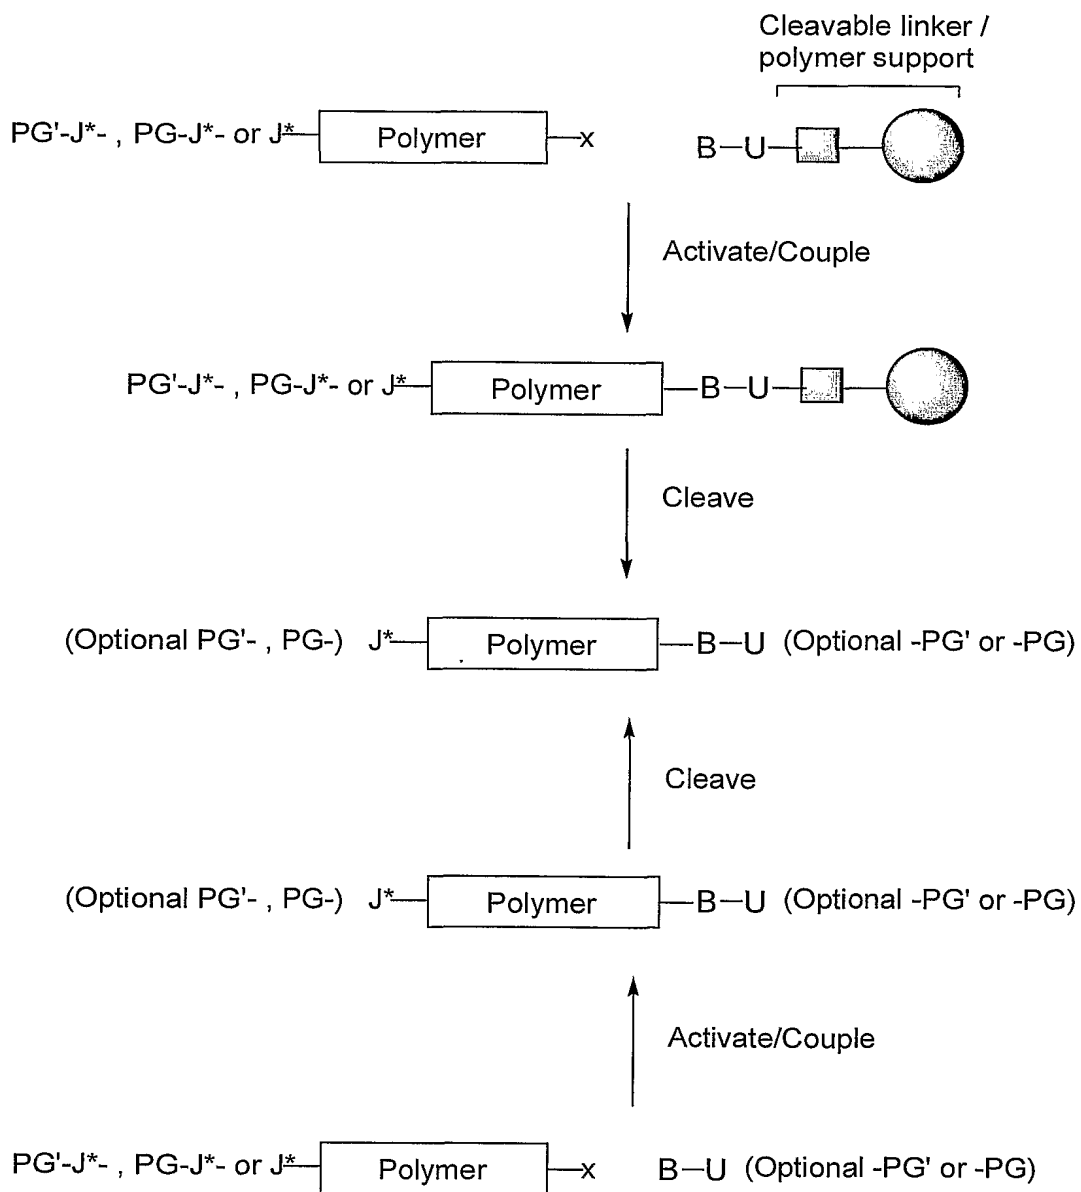 Cleavable linker /
polymer support
PG'-J*- , PG-J*- or J* Polymer x B U
Activate/Couple
PG'-J*- , PG-J*- or J* Polymer B U
Cleave
(Optional PG'- , PG-) J* Polymer B U (Optional -PG' or -PG)
Cleave
(Optional PG'- , PG-) J* Polymer B U (Optional -PG' or -PG)
Activate/Couple
PG'-J*- , PG-J*- or J* Polymer x B U (Optional -PG' or -PG)